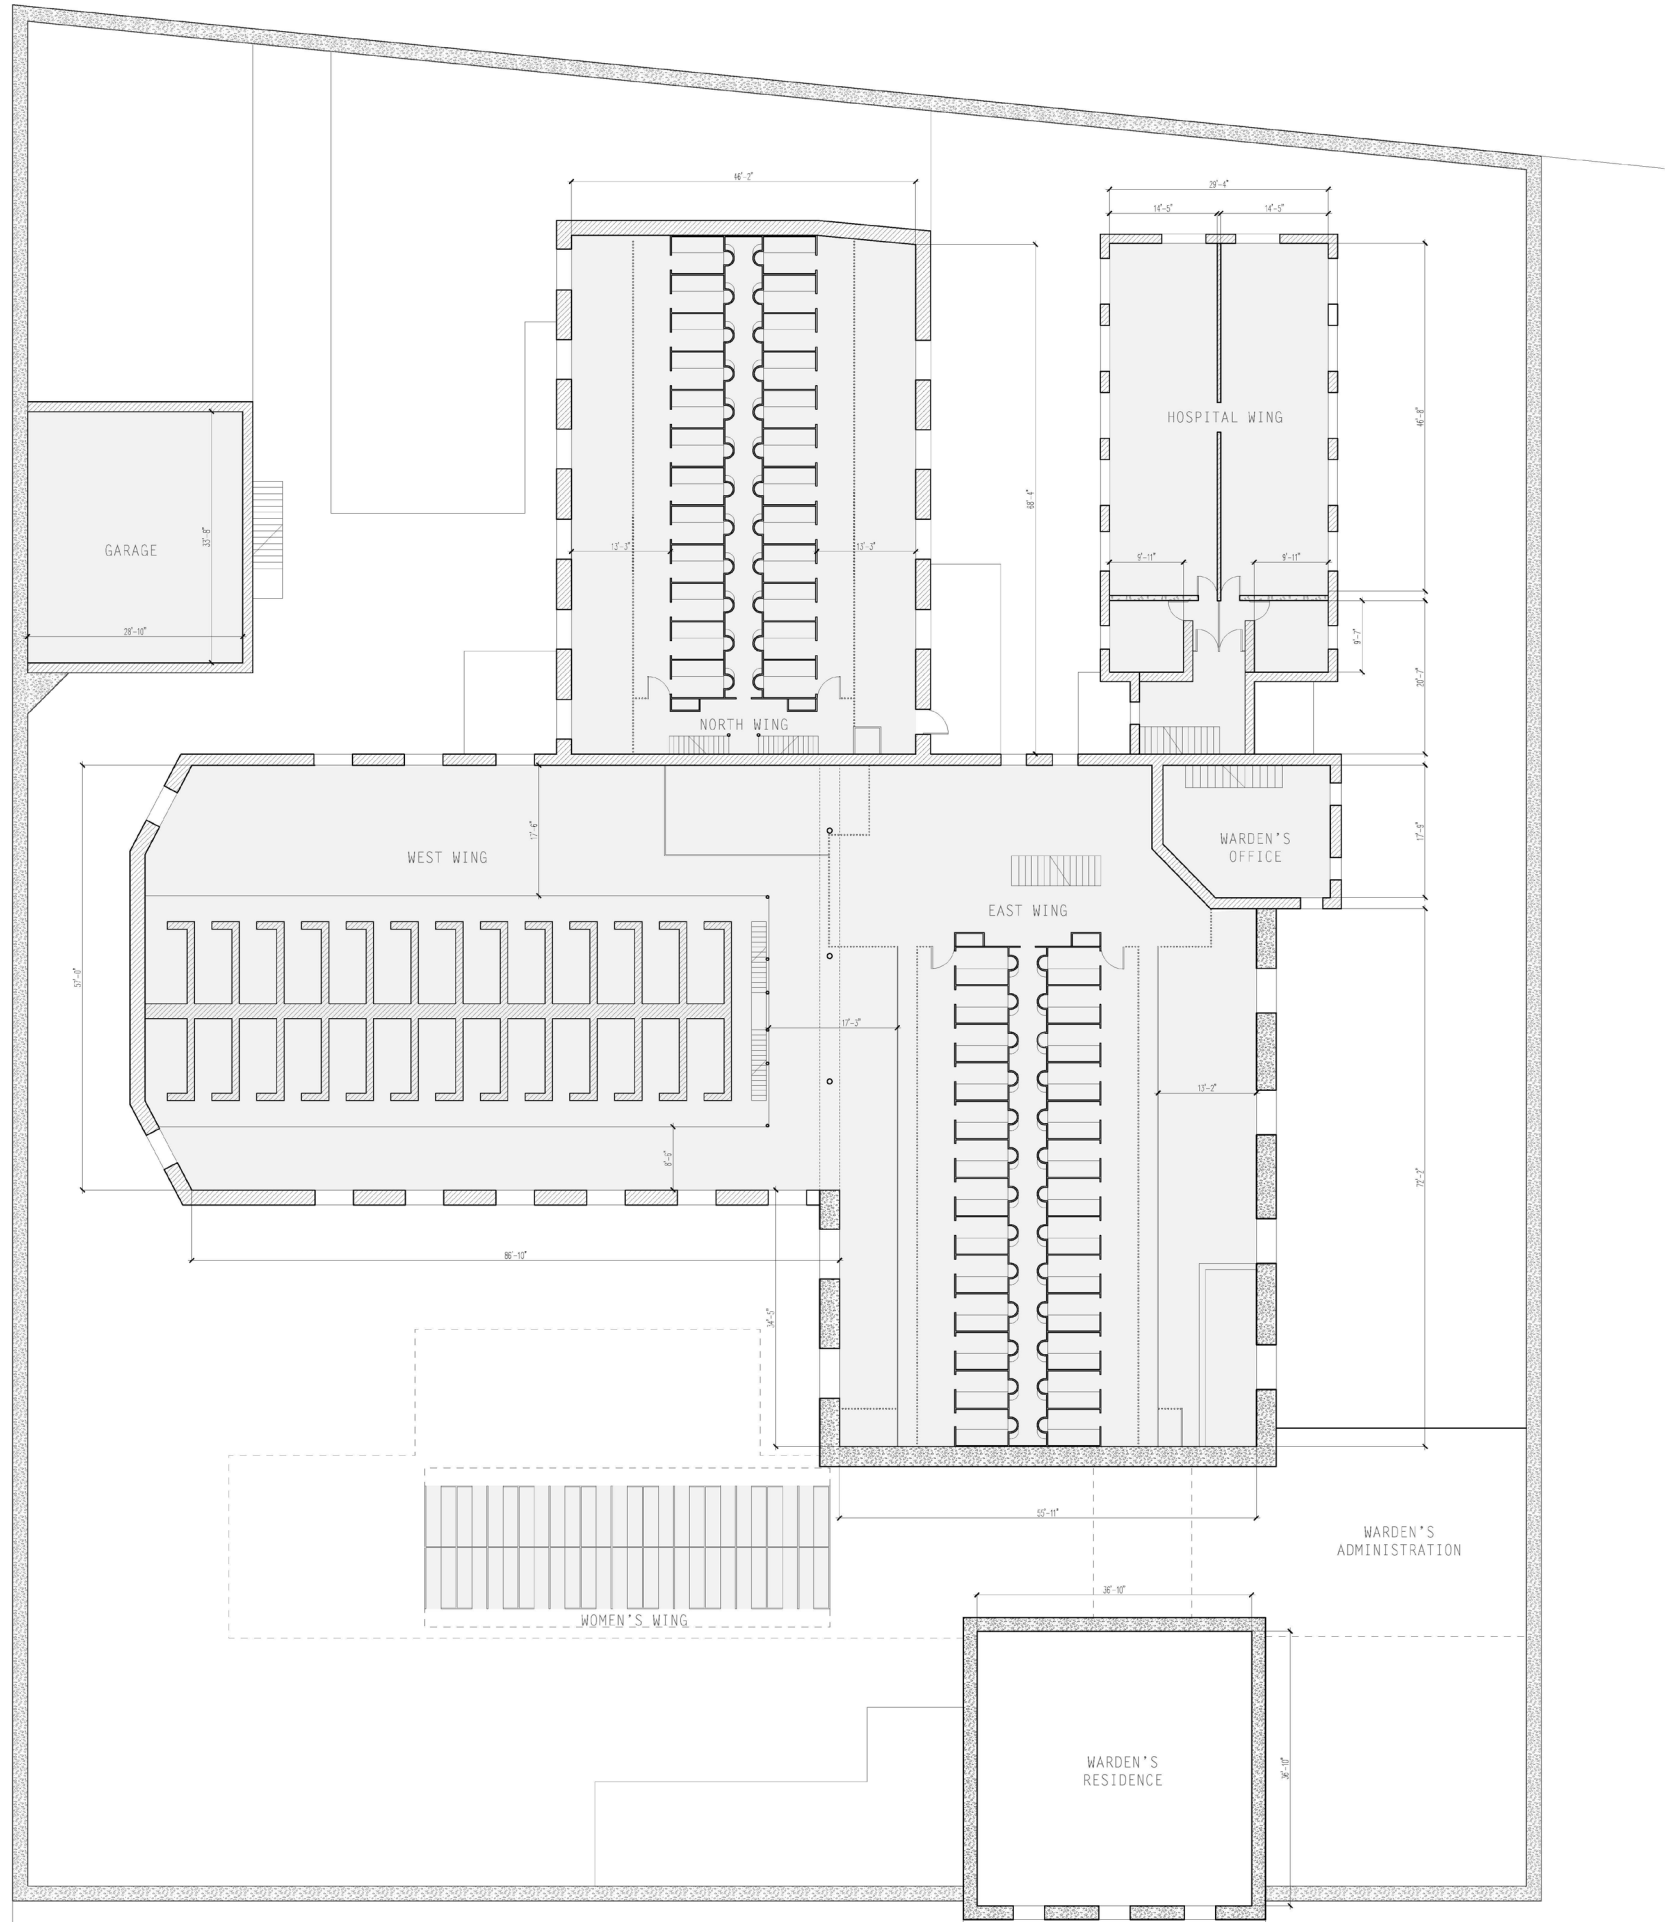 46'-2"
29'-4"
14'-5"
14'-5"
HOSPITAL WING
46'-8"
68'-4"
GARAGE
33'-8"
13'-3"
13'-3"
9'-11"
9'-11"
28'-10"
9'-7"
20'-7"
NORTH WING
17'-6"
WARDEN'S
OFFICE
17'-9"
WEST WING
EAST WING
57'-0"
17'-3"
13'-2"
72'-2"
86'-10"
34'-5"
55'-11"
WARDEN'S
ADMINISTRATION
36'-10"
WOMEN'S WING
WARDEN'S
RESIDENCE
36'-10"